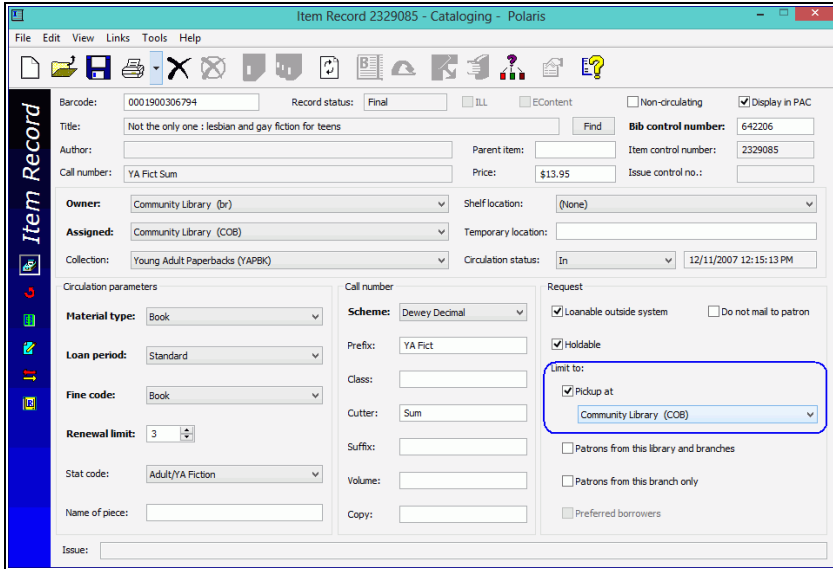 Item Record 2329085 - Cataloging - Polaris
File Edit View Links Tools Help
Item Record
Barcode: 0001900306794 Record status: Final ILL EContent Non-circulating Display in PAC
Title: Not the only one : lesbian and gay fiction for teens Find Bib control number: 642206
Author: Parent item: Item control number: 2329085
Call number: YA Fict Sum Price: $13.95 Issue control no.:
Owner: Community Library (br) Shelf location: (None)
Assigned: Community Library (COB) Temporary location:
Collection: Young Adult Paperbacks (YAPBK) Circulation status: In 12/11/2007 12:15:13 PM
Circulation parameters Call number Request
Material type: Book Scheme: Dewey Decimal Loanable outside system Do not mail to patron
Loan period: Standard Prefix: YA Fict Holdable
Limit to:
Fine code: Book Class: Pickup at
Cutter: Sum Community Library (COB)
Renewal limit: 3
Suffix: Patrons from this library and branches
Stat code: Adult/YA Fiction Volume: Patrons from this branch only
Name of piece: Copy: Preferred borrowers
Issue: